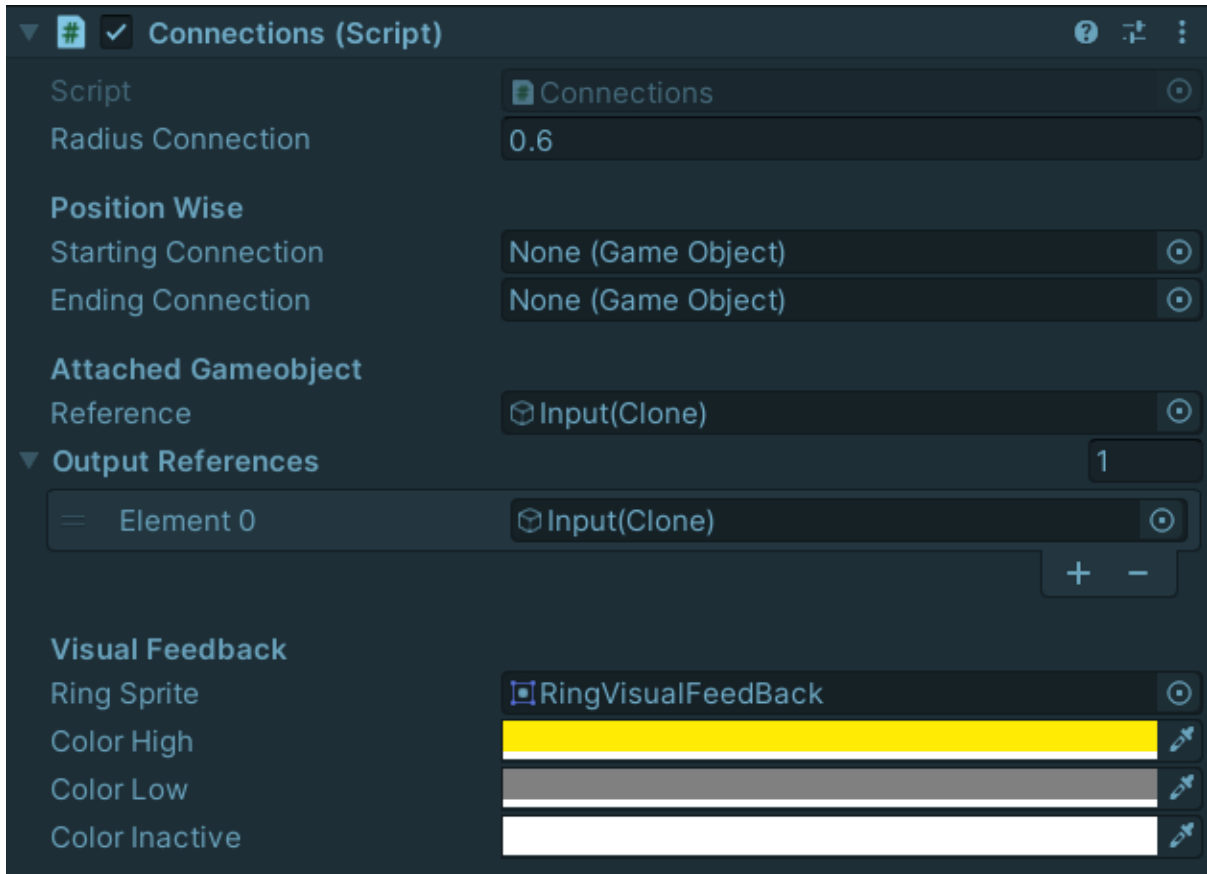 Connections (Script)
Script Connections
Radius Connection 0.6
Position Wise
Starting Connection None (Game Object)
Ending Connection None (Game Object)
Attached Gameobject
Reference Input(Clone)
Output References 1
Element 0 Input(Clone)
+ −
Visual Feedback
Ring Sprite RingVisualFeedBack
Color High
Color Low
Color Inactive